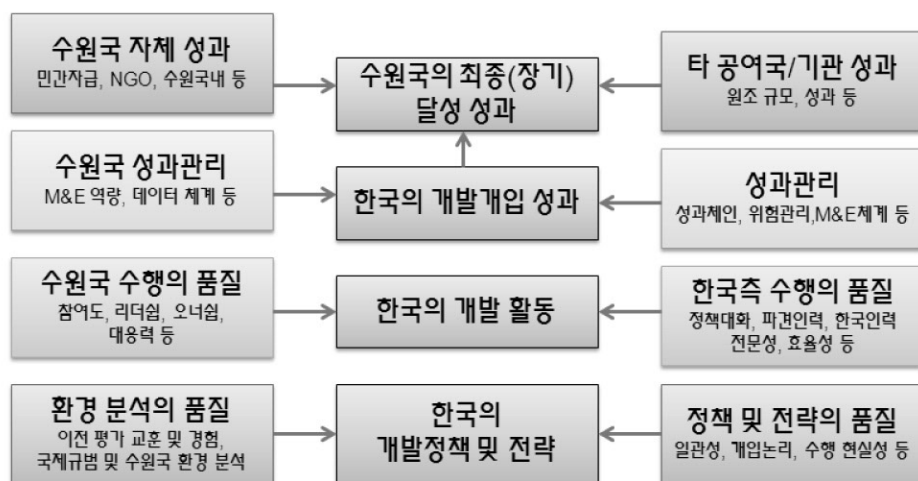 수원국 자체 성과
민간자금, NGO, 수원국내 등
수원국의 최종(장기)
달성 성과
타 공여국/기관 성과
원조 규모, 성과 등
수원국 성과관리
M&E 역량, 데이터 체계 등
한국의 개발개입 성과
성과관리
성과체인, 위험관리,M&E체계 등
수원국 수행의 품질
참여도, 리더쉽, 오너쉽,
대응력 등
한국의 개발 활동
한국측 수행의 품질
정책대화, 파견인력, 한국인력
전문성, 효율성 등
환경 분석의 품질
이전 평가 교훈 및 경험,
국제규범 및 수원국 환경 분석
한국의
개발정책 및 전략
정책 및 전략의 품질
일관성, 개입논리, 수행 현실성 등